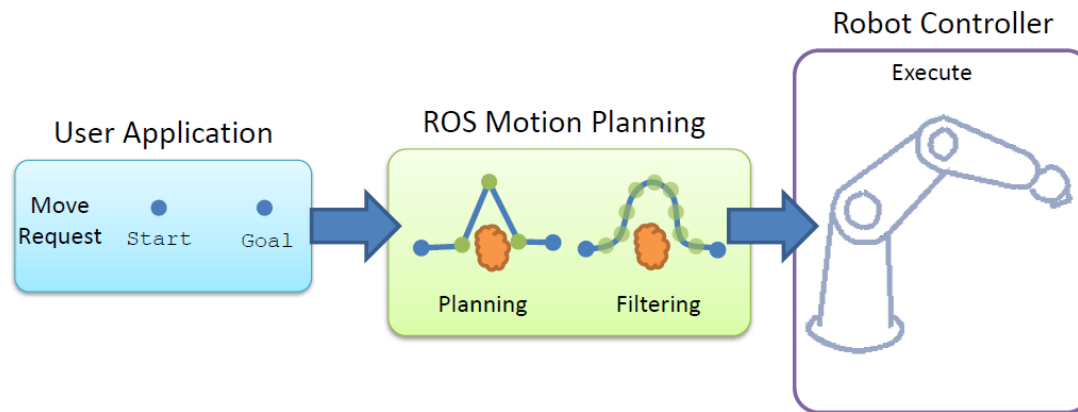 User Application
Move
Request
Start
Goal
ROS Motion Planning
Planning
Filtering
Robot Controller
Execute